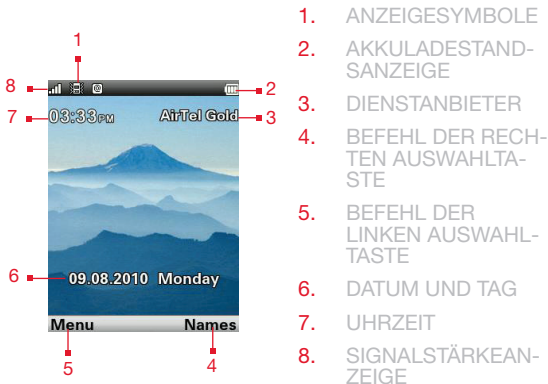 1
8
2
03:33PM AirTel Gold
7
3
6
09.08.2010 Monday
Menu Names
5
4
1. ANZEIGESYMBOLE
2. AKKULADESTAND-
SANZEIGE
3. DIENSTANBIETER
4. BEFEHL DER RECH-
TEN AUSWAHLTA-
STE
5. BEFEHL DER
LINKEN AUSWAHL-
TASTE
6. DATUM UND TAG
7. UHRZEIT
8. SIGNALSTÄRKEAN-
ZEIGE